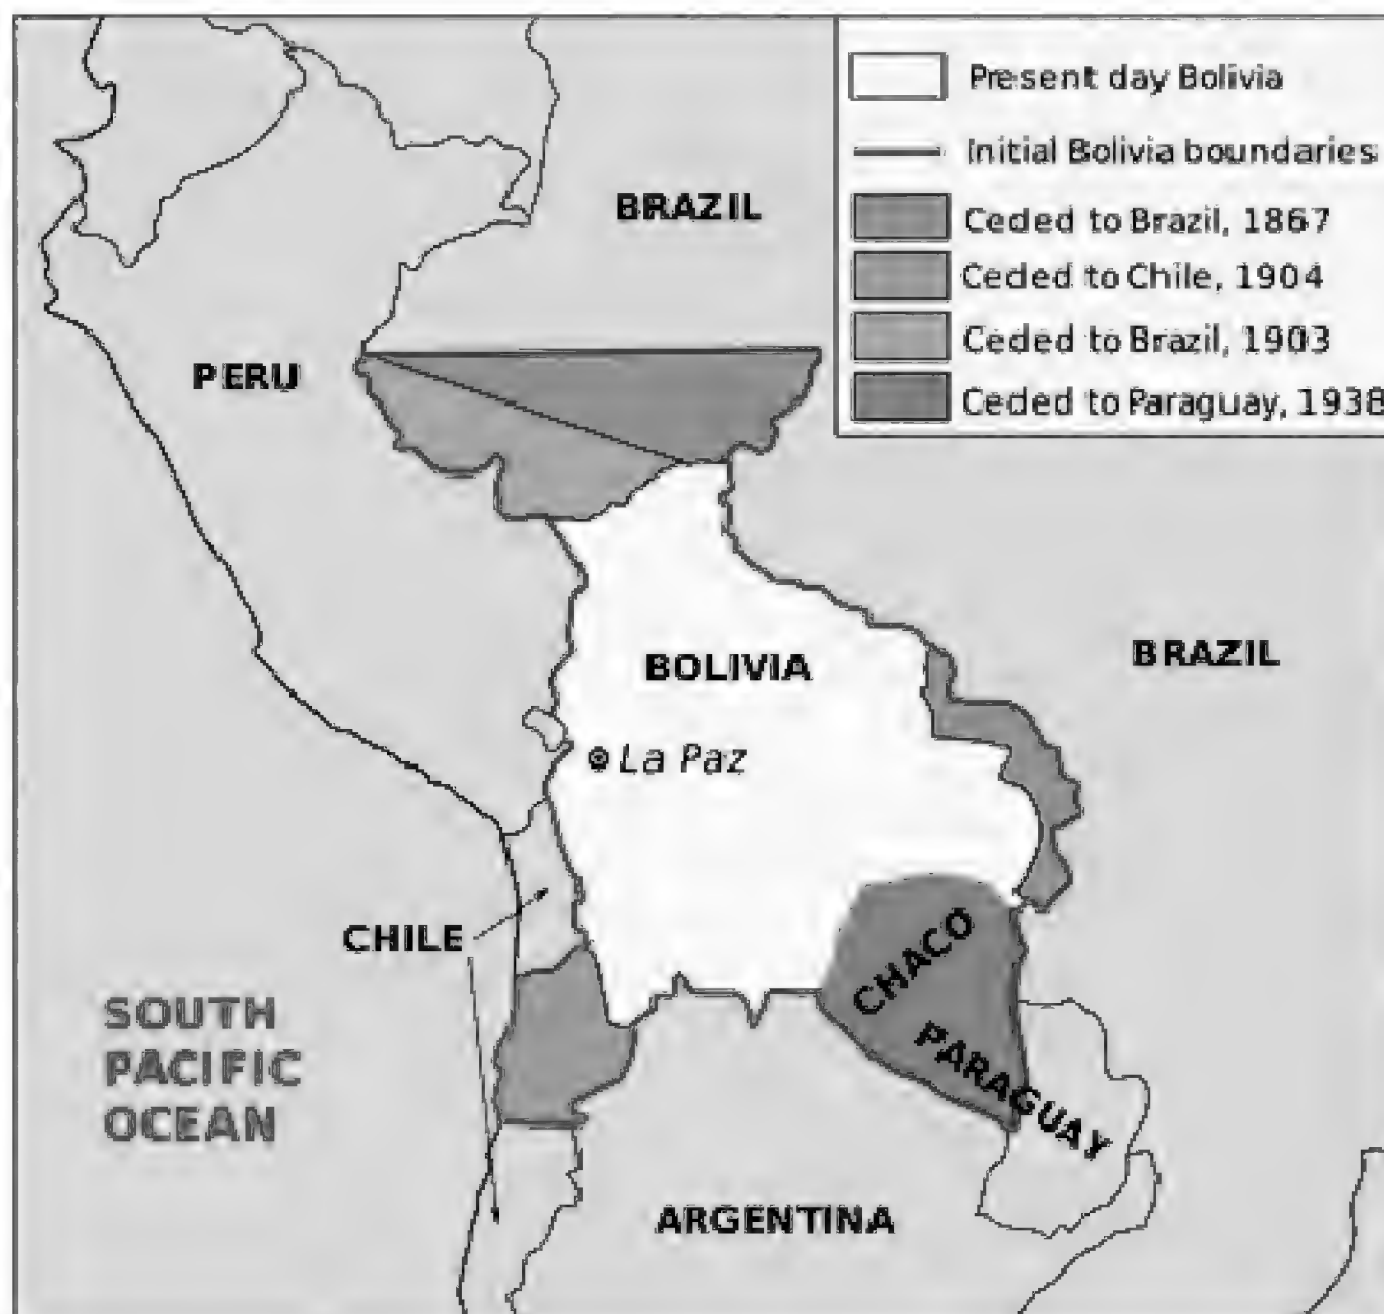 Present day Bolivia
Initial Bolivia boundaries
Ceded to Brazil, 1867
Ceded to Chile, 1904
Ceded to Brazil, 1903
Ceded to Paraguay, 1938
BRAZIL
PERU
BOLIVIA
BRAZIL
La Paz
CHILE
CHACO
SOUTH
PACIFIC
OCEAN
PARAGUAY
ARGENTINA